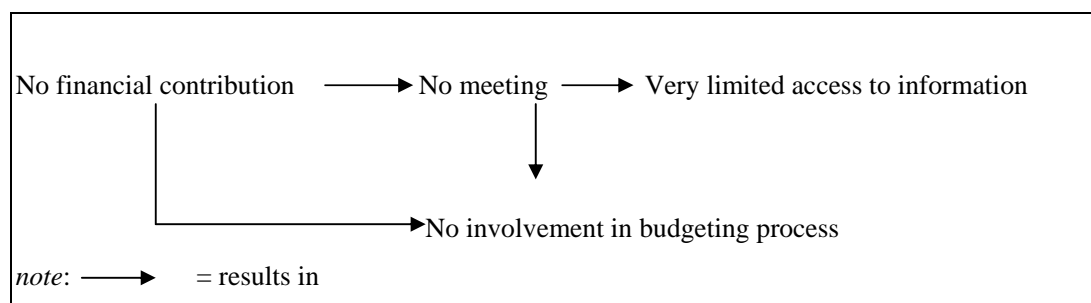 No financial contribution No meeting Very limited access to information
No involvement in budgeting process
note: = results in